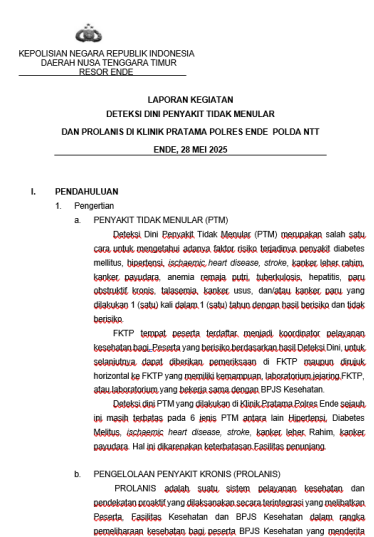 KEPOLISIAN NEGARA REPUBLIK INDONESIA
DAERAH NUSA TENGGARA TIMUR
RESOR ENDE
LAPORAN KEGIATAN
DETEKSI DINI PENYAKIT TIDAK MENULAR
DAN PROLANIS DI KLINIK PRATAMA POLRES ENDE POLDA NTT
ENDE, 28 MEI 2025
I. PENDAHULUAN
1. Pengertian
a. PENYAKIT TIDAK MENULAR (PTM)
Deteksi Dini Penyakit Tidak Menular (PTM) merupakan salah satu
cara untuk mengetahui adanya faktor risiko terjadinya penyakit diabetes
mellitus, hipertensi, ischaemic heart disease, stroke, kanker leher rahim,
kanker payudara, anemia remaja putri, tuberkulosis, hepatitis, paru
obstruktif kronis, talasemia, kanker usus, dan/atau kanker paru yang
dilakukan 1 (satu) kali dalam 1 (satu) tahun dengan hasil berisiko dan tidak
berisiko.
FKTP tempat peserta terdaftar menjadi koordinator pelayanan
kesehatan bagi Peserta yang berisiko berdasarkan hasil Deteksi Dini, untuk
selanjutnya dapat diberikan pemeriksaan di FKTP maupun dirujuk
horizontal ke FKTP yang memiliki kemampuan, laboratorium jejaring FKTP,
atau laboratorium yang bekerja sama dengan BPJS Kesehatan.
Deteksi dini PTM yang dilakukan di Klinik Pratama Polres Ende sejauh
ini masih terbatas pada 6 jenis PTM antara lain Hipertensi, Diabetes
Melitus, ischaemic heart disease, stroke, kanker leher Rahim, kanker
payudara. Hal ini dikarenakan keterbatasan Fasilitas penunjang.
b. PENGELOLAAN PENYAKIT KRONIS (PROLANIS)
PROLANIS adalah suatu sistem pelayanan kesehatan dan
pendekatan proaktif yang dilaksanakan secara terintegrasi yang melibatkan
Peserta, Fasilitas Kesehatan dan BPJS Kesehatan dalam rangka
pemeliharaan kesehatan bagi peserta BPJS Kesehatan yang menderita